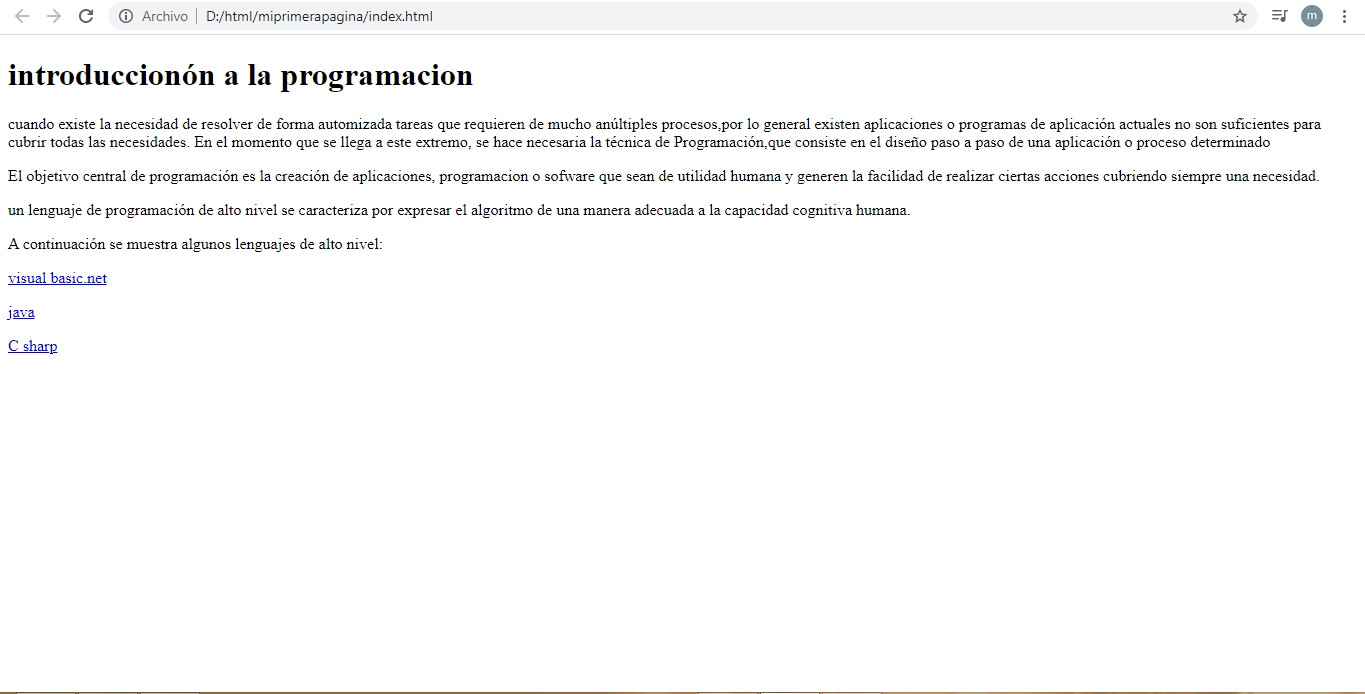 Archivo | D:/html/miprimerapagina/index.html
m
introduccionón a la programacion
cuando existe la necesidad de resolver de forma automizada tareas que requieren de mucho anúltiples procesos,por lo general existen aplicaciones o programas de aplicación actuales no son suficientes para
cubrir todas las necesidades. En el momento que se llega a este extremo, se hace necesaria la técnica de Programación,que consiste en el diseño paso a paso de una aplicación o proceso determinado
El objetivo central de programación es la creación de aplicaciones, programacion o sofware que sean de utilidad humana y generen la facilidad de realizar ciertas acciones cubriendo siempre una necesidad.
un lenguaje de programación de alto nivel se caracteriza por expresar el algoritmo de una manera adecuada a la capacidad cognitiva humana.
A continuación se muestra algunos lenguajes de alto nivel:
visual basic.net
java
C sharp